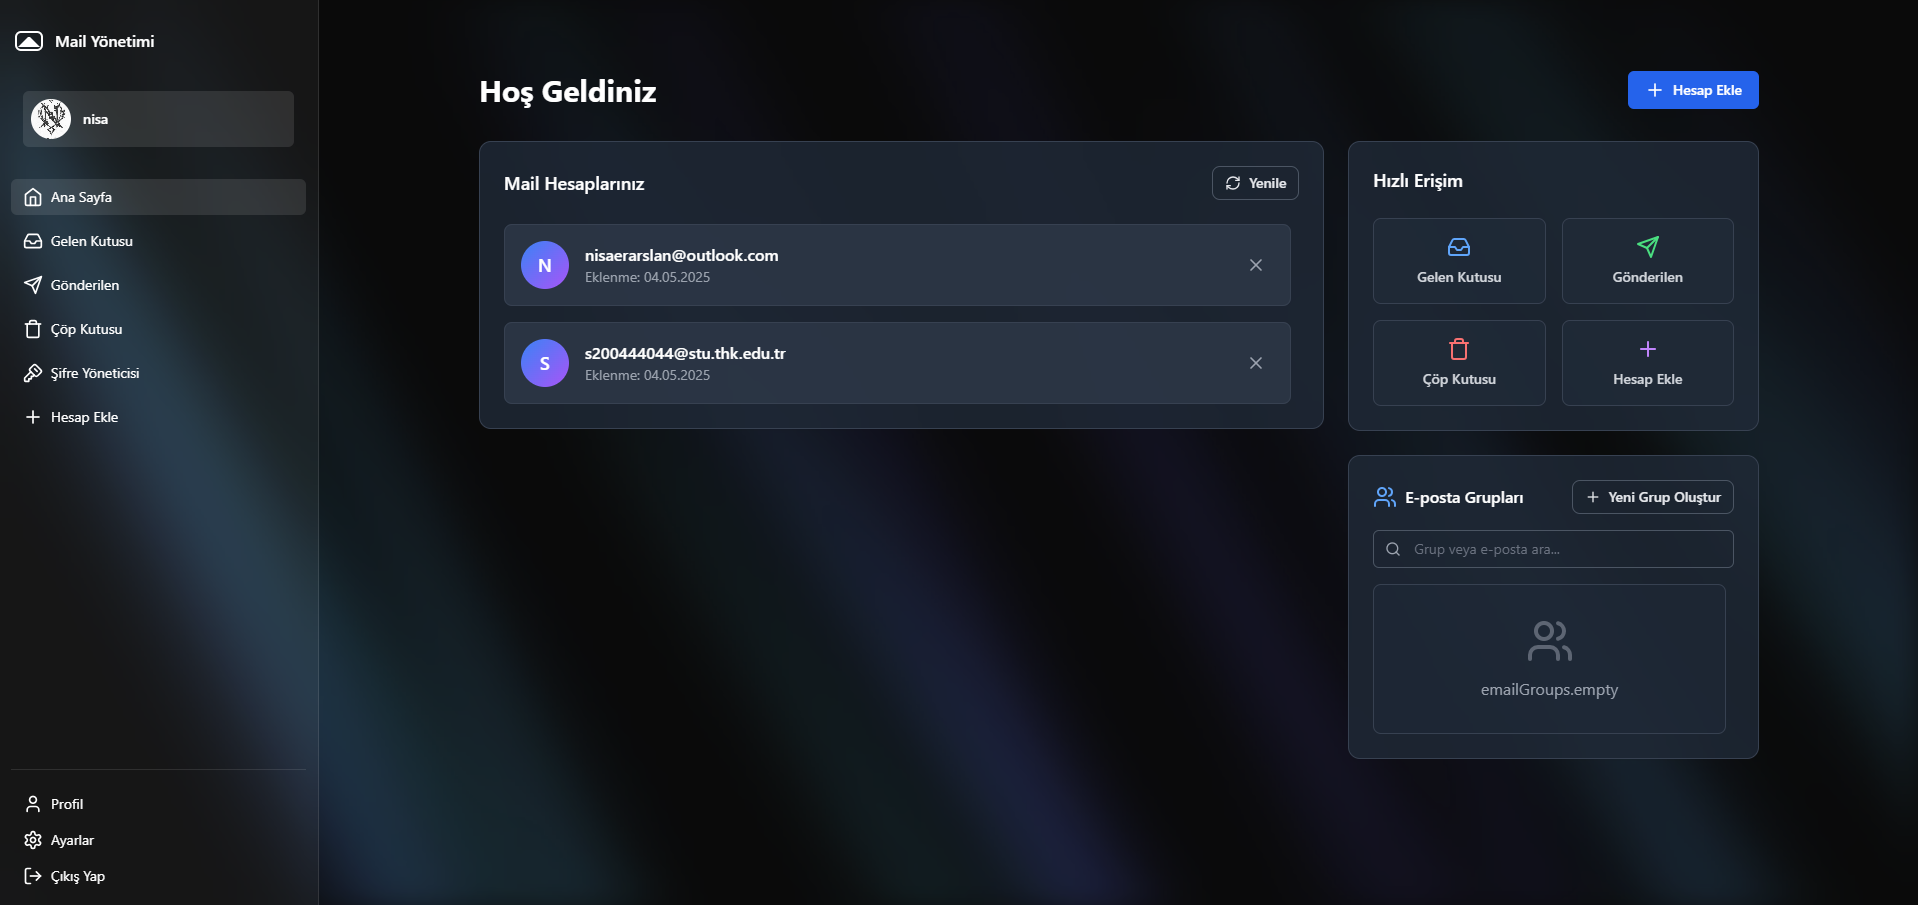 Mail Yönetimi
nisa
Ana Sayfa
Gelen Kutusu
Gönderilen
Çöp Kutusu
Şifre Yöneticisi
Hesap Ekle
Profil
Ayarlar
Çıkış Yap
Hoş Geldiniz
Hesap Ekle
Mail Hesaplarınız
Yenile
N
nisaerarslan@outlook.com
Eklenme: 04.05.2025
S
s200444044@stu.thk.edu.tr
Eklenme: 04.05.2025
Hızlı Erişim
Gelen Kutusu
Gönderilen
Çöp Kutusu
Hesap Ekle
E-posta Grupları
Yeni Grup Oluştur
Grup veya e-posta ara...
emailGroups.empty